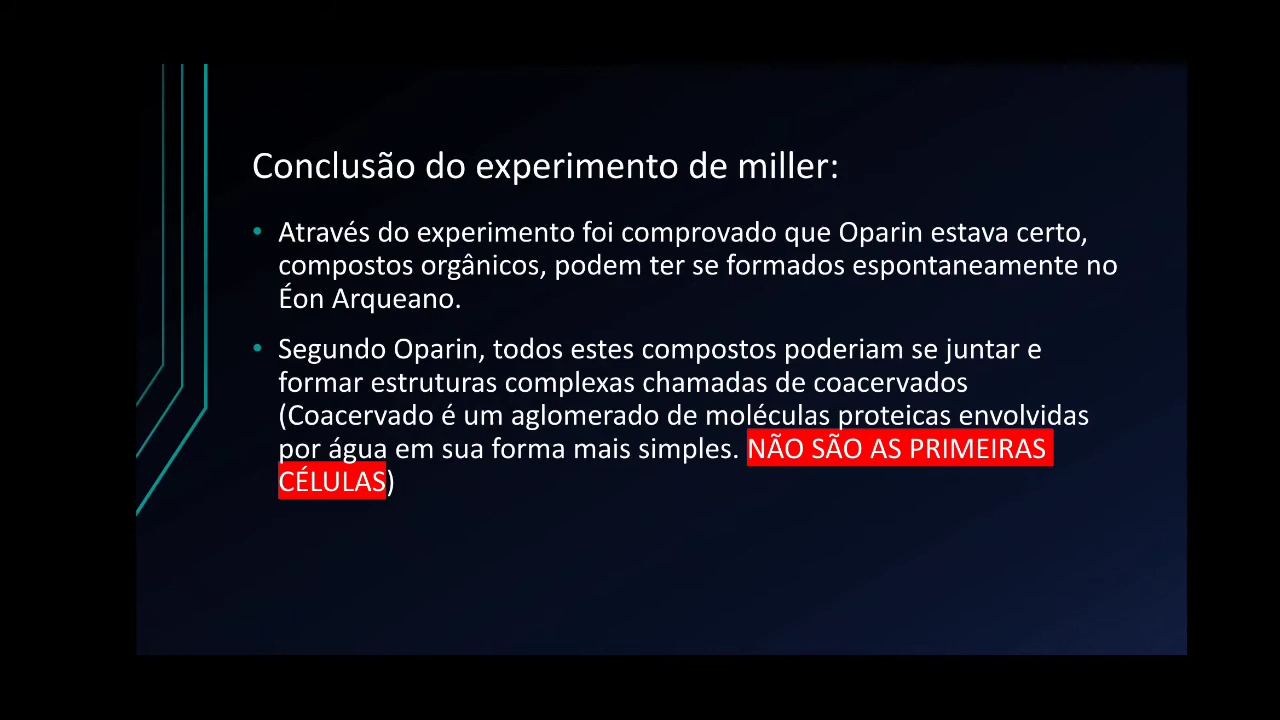 Conclusão do experimento de miller:
• Através do experimento foi comprovado que Oparin estava certo,
compostos orgânicos, podem ter se formados espontaneamente no
Éon Arqueano.
• Segundo Oparin, todos estes compostos poderiam se juntar e
formar estruturas complexas chamadas de coacervados
(Coacervado é um aglomerado de moléculas proteicas envolvidas
por água em sua forma mais simples. NÃO SÃO AS PRIMEIRAS
CÉLULAS)